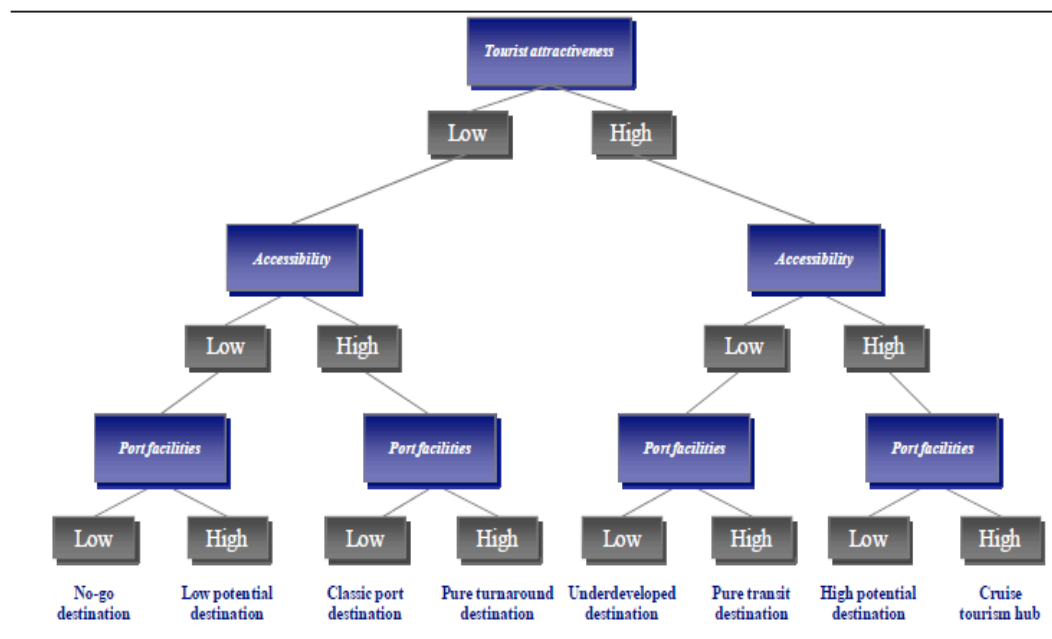 Tourist attractiveness
Low High
Accessibility Accessibility
Low High Low High
Port facilities Port facilities Port facilities Port facilities
Low High Low High Low High Low High
No-go Low potential Classic port Pure turnaround Underdeveloped Pure transit High potential Cruise
destination destination destination destination destination destination destination tourism hub